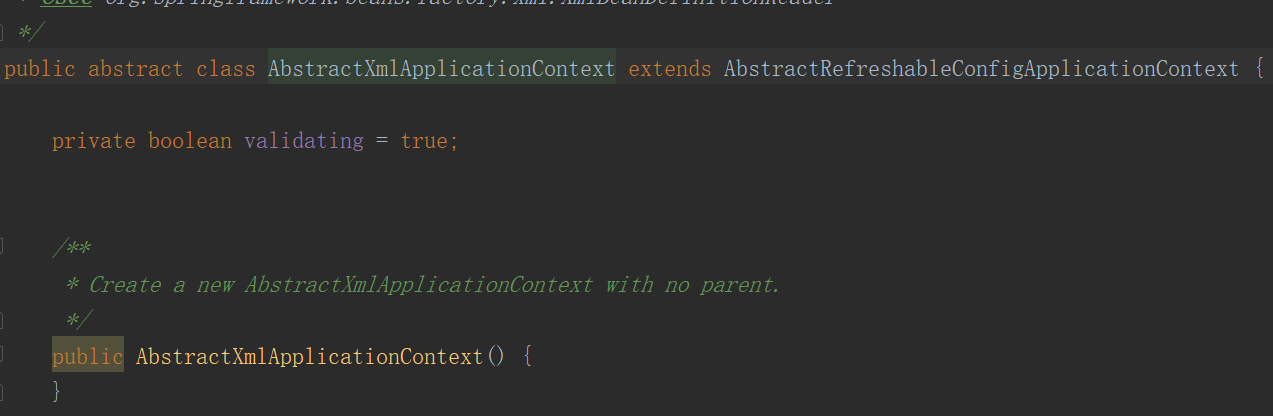 * @see org.springframework.beans.factory.xml.XmlBeanDefinitionReader
*/
public abstract class AbstractXmlApplicationContext extends AbstractRefreshableConfigApplicationContext {
private boolean validating = true;
/**
* Create a new AbstractXmlApplicationContext with no parent.
*/
public AbstractXmlApplicationContext() {
}